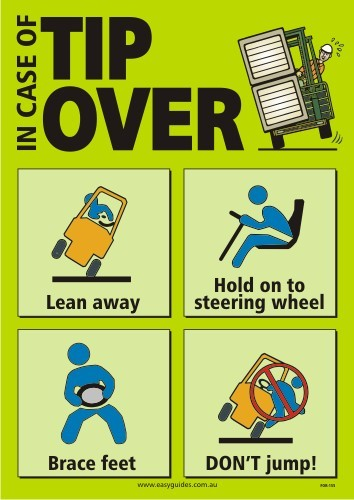 IN CASE OF
TIP
OVER
Lean away
Hold on to
steering wheel
Brace feet
DON'T jump!
www.easyguides.com.au